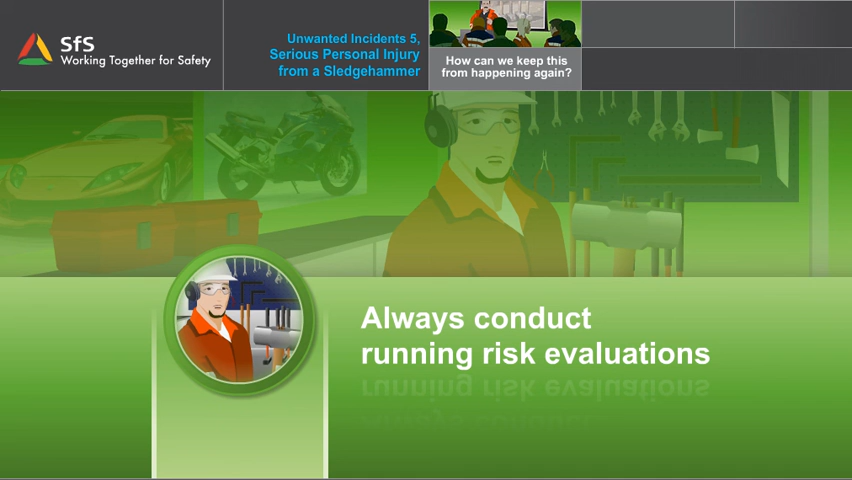 SfS
Working Together for Safety
Unwanted Incidents 5,
Serious Personal Injury
from a Sledgehammer
How can we keep this
from happening again?
Always conduct
running risk evaluations